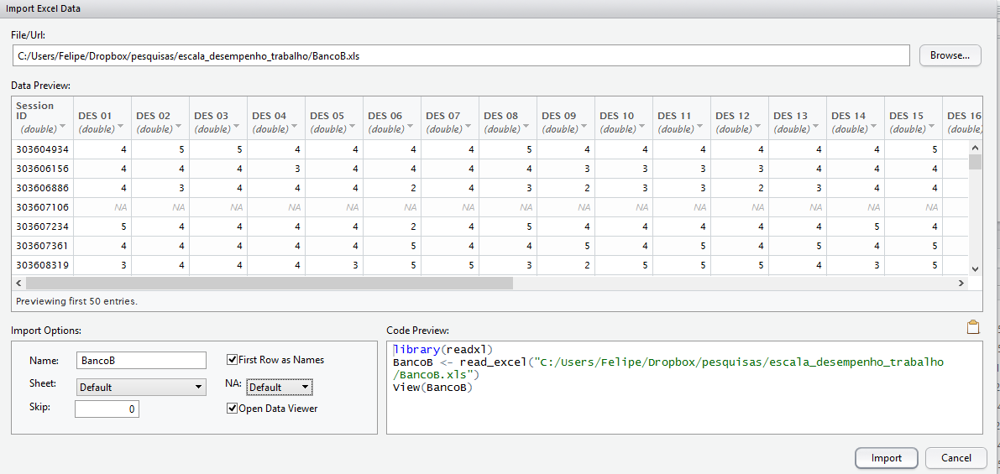 Import Excel Data
File/Url:
C:/Users/Felipe/Dropbox/pesquisas/escala_desempenho_trabalho/BancoB.xls
Browse...
Data Preview:
Session ID (double) DES 01 (double) DES 02 (double) DES 03 (double) DES 04 (double) DES 05 (double) DES 06 (double) DES 07 (double) DES 08 (double) DES 09 (double) DES 10 (double) DES 11 (double) DES 12 (double) DES 13 (double) DES 14 (double) DES 15 (double) DES 16 (double)
303604934 4 5 5 4 4 4 4 5 4 4 4 4 4 4 5
303606156 4 4 4 3 4 4 4 4 3 3 3 3 4 4 4
303606886 4 3 4 4 4 2 4 3 2 3 3 2 3 4 4
303607106 NA NA NA NA NA NA NA NA NA NA NA NA NA NA NA
303607234 5 4 4 4 4 2 4 5 4 4 4 4 4 5 4
303607361 4 4 4 4 4 5 4 4 5 4 5 4 5 4 5
303608319 3 4 4 4 3 5 5 3 2 5 5 5 4 3 5
Previewing first 50 entries.
Import Options:
Name: BancoB
First Row as Names
Sheet: Default
NA: Default
Skip: 0
Open Data Viewer
Code Preview:
library(readxl)
BancoB <- read_excel("C:/Users/Felipe/Dropbox/pesquisas/escala_desempenho_trabalho
/BancoB.xls")
View(BancoB)
Import
Cancel